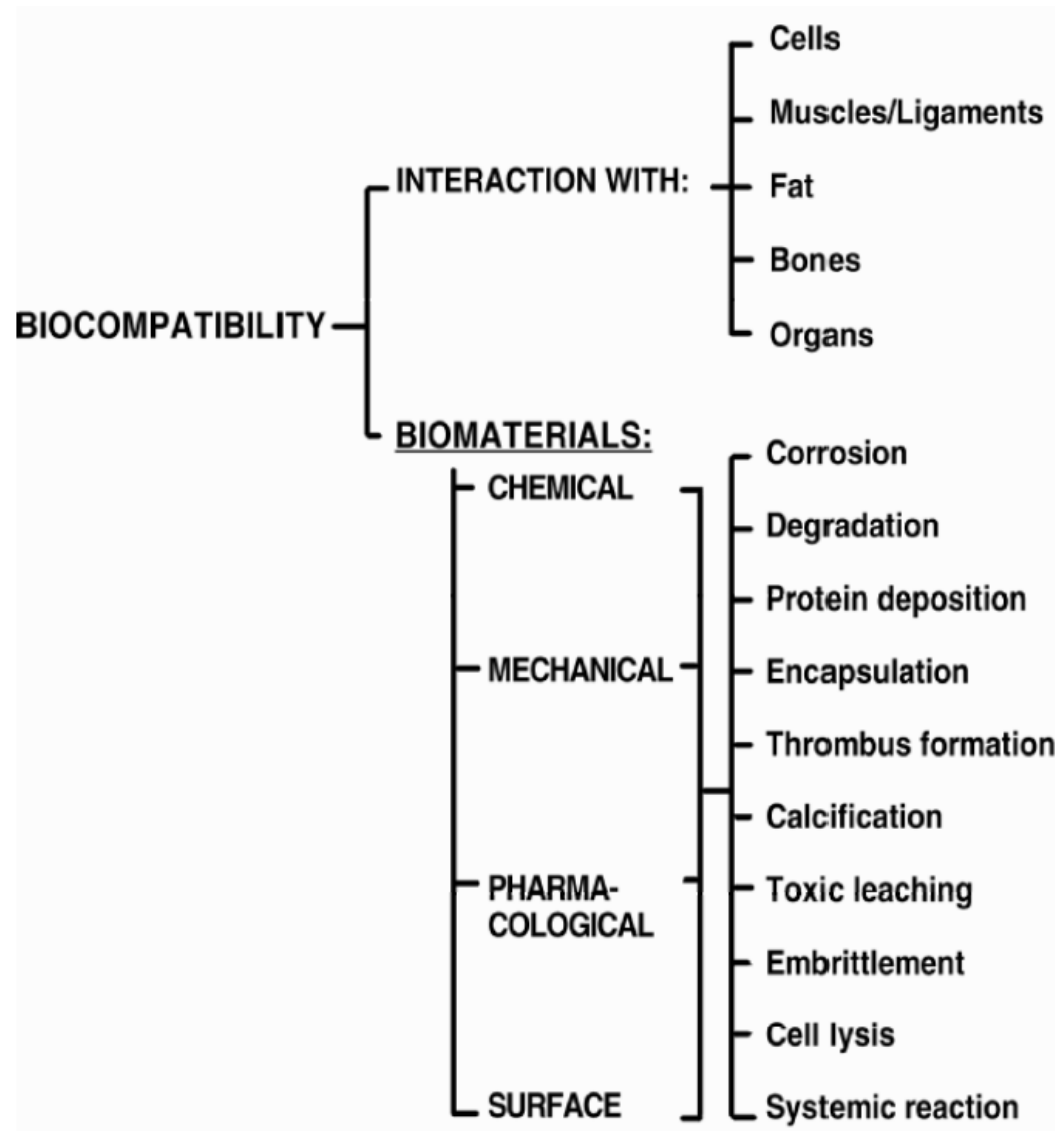 BIOCOMPATIBILITY
INTERACTION WITH:
Cells
Muscles/Ligaments
Fat
Bones
Organs
BIOMATERIALS:
CHEMICAL
MECHANICAL
PHARMA-
COLOGICAL
SURFACE
Corrosion
Degradation
Protein deposition
Encapsulation
Thrombus formation
Calcification
Toxic leaching
Embrittlement
Cell lysis
Systemic reaction